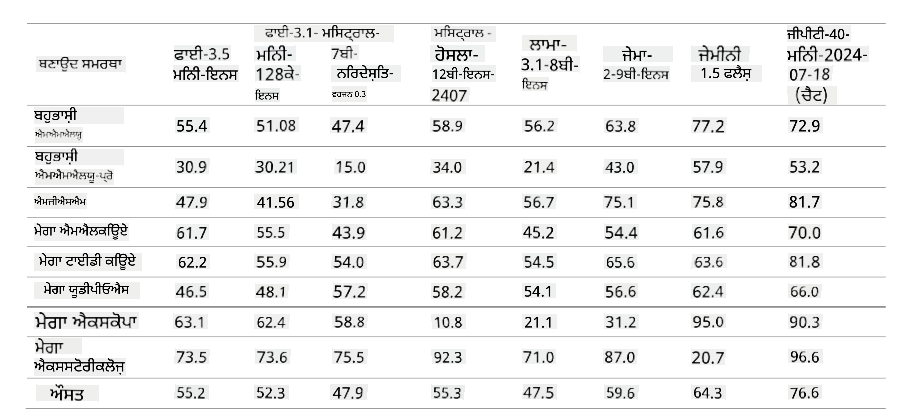 ਬਣਾਉਦ ਸਮਰਥਾ ਫਾਈ-3.5 ਮਨਿੀ-ਇਨਸ ਫਾਈ-3.1- ਮਸਿਟ੍ਰਾਲ- ਮਨਿੀ- 128ਕੇ- ਇਨਸ 7ਬੀ- ਨਰਿਦੇਸ਼ਤਿ- ਵਰਜਨ 0.3 ਮਸਿਟ੍ਰਾਲ - ਹੋਸਲਾ- 12ਬੀ-ਇਨਸ- 2407 ਲਾਮਾ- 3.1-8ਬੀ- ਇਨਸ ਜੇਮਾ- 2-9ਬੀ-ਇਨਸ ਜੇਮੀਨੀ 1.5 ਫਲੈਸ਼ ਜੀਪੀਟੀ-40- ਮਨਿੀ-2024- 07-18 (ਚੈਟ)
ਬਹੁਭਾਸ਼ੀ ਐਮਐਮਐਲਯੂ 55.4 51.08 47.4 58.9 56.2 63.8 77.2 72.9
ਬਹੁਭਾਸ਼ੀ ਐਮਐਮਐਲਯੂ-ਪ੍ਰੋ 30.9 30.21 15.0 34.0 21.4 43.0 57.9 53.2
ਐਮਜੀਐਸਐਮ 47.9 41.56 31.8 63.3 56.7 75.1 75.8 81.7
ਮੇਗਾ ਐਮਐਲਕਊਿਏ 61.7 55.5 43.9 61.2 45.2 54.4 61.6 70.0
ਮੇਗਾ ਟਾਈਡੀ ਕਊਿਏ 62.2 55.9 54.0 63.7 54.5 65.6 63.6 81.8
ਮੇਗਾ ਯੂਡੀਪੀਓਐਸ 46.5 48.1 57.2 58.2 54.1 56.6 62.4 66.0
ਮੇਗਾ ਐਕਸਕੋਪਾ 63.1 62.4 58.8 10.8 21.1 31.2 95.0 90.3
ਮੇਗਾ ਐਕਸਸਟੋਰੀਕਲੋਜ਼ 73.5 73.6 75.5 92.3 71.0 87.0 20.7 96.6
ਔਸਤ 55.2 52.3 47.9 55.3 47.5 59.6 64.3 76.6